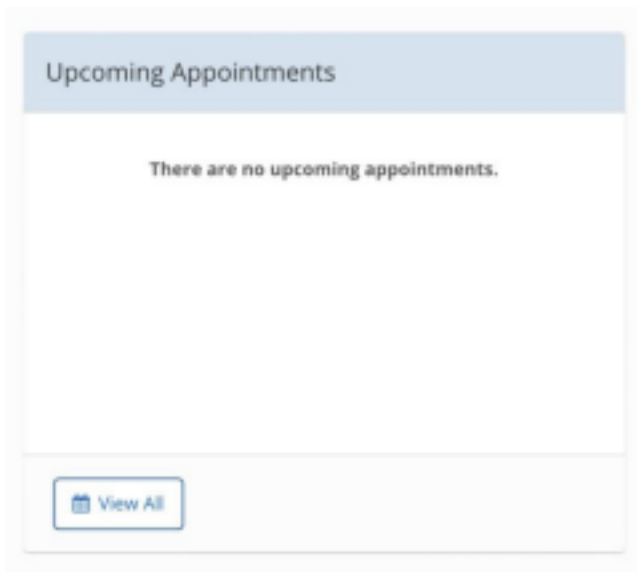 Upcoming Appointments
There are no upcoming appointments.
View All